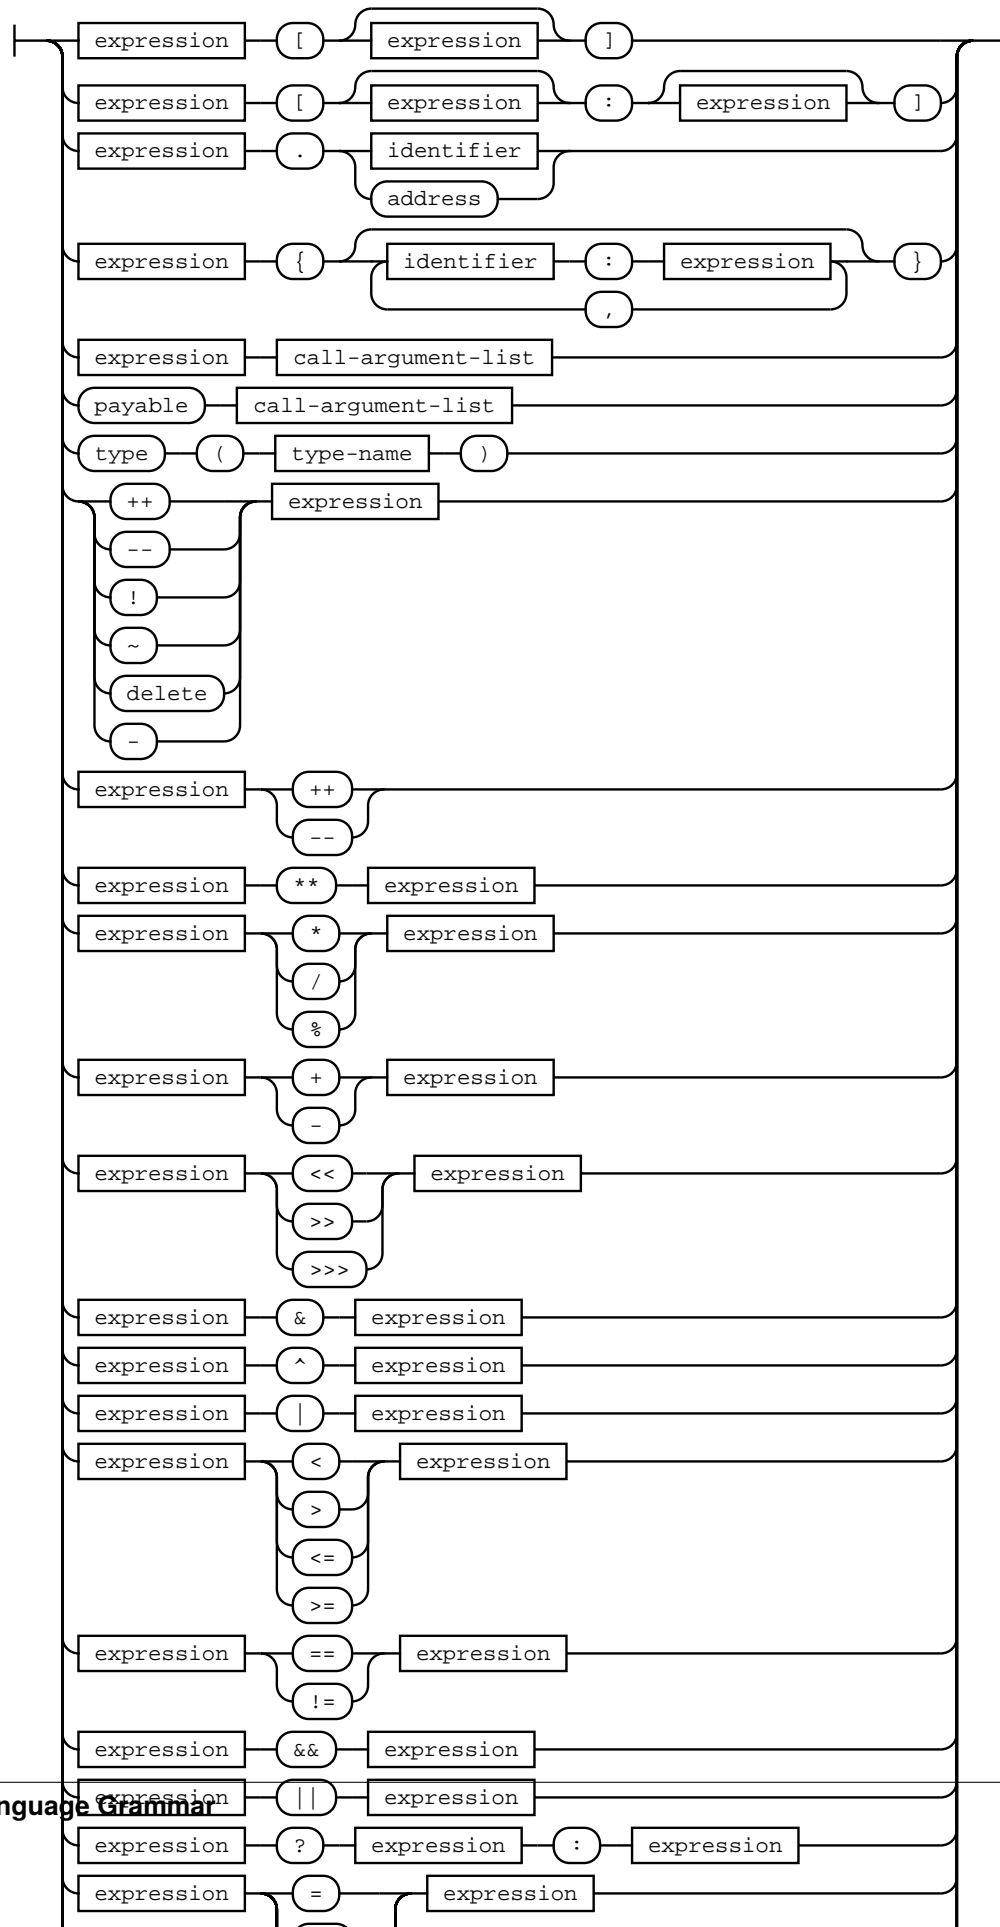 expression [ expression ]
expression [ expression : expression ]
expression . identifier
address
expression { identifier : expression }
,
expression call-argument-list
payable call-argument-list
type ( type-name )
++ expression
--
!
~
delete
-
expression ++
--
expression ** expression
expression * expression
/
%
expression + expression
-
expression << expression
>>
>>>
expression & expression
expression ^ expression
expression | expression
expression < expression
>
<=
>=
expression == expression
!=
expression && expression
expression || expression
nguage Grammar
expression ? expression : expression
expression = expression